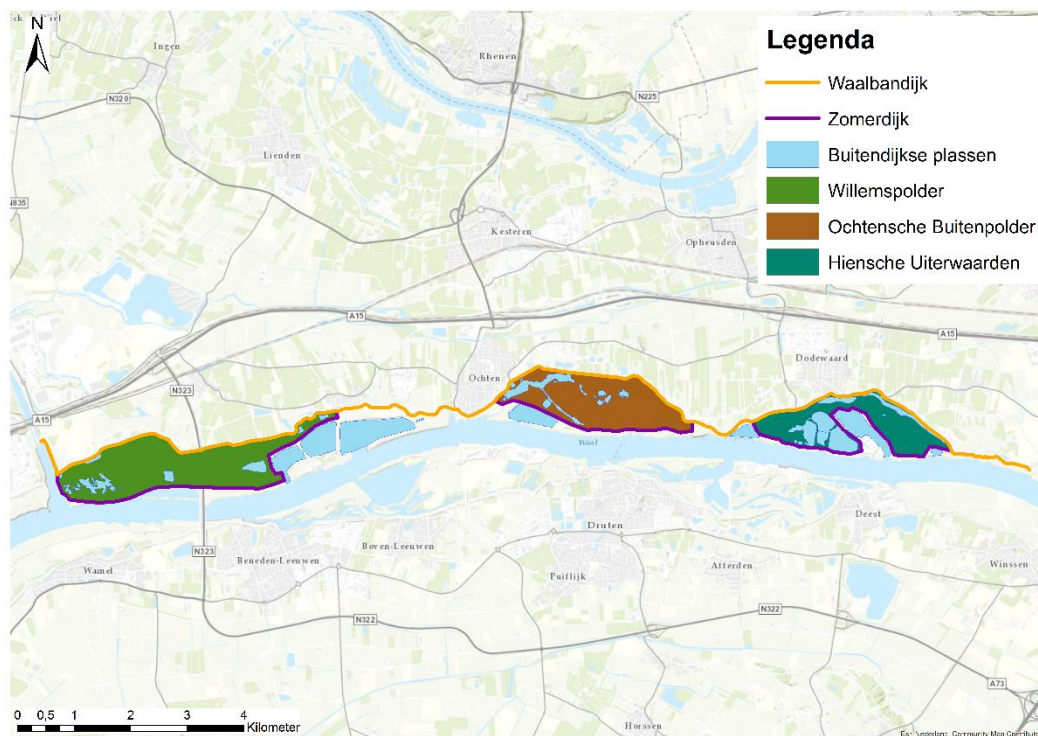 N
Legenda
Waalbandijk
Zomerdijk
Buitendijkse plassen
Willemspolder
Ochtensche Buitenpolder
Hiensche Uiterwaarden
Ingen
Rhenen
N320
N225
Lienden
N835
Kesteren
Opheusden
A15
A15
N323
Ochten
Dodewaard
A15
Waal
Druten
Deest
N323
Boven-Leeuwen
Beneden-Leeuwen
Wamel
Puiflijk
Afferden
Winssen
N322
N322
A73
Horssen
0 0,5 1 2 3 4
Kilometer